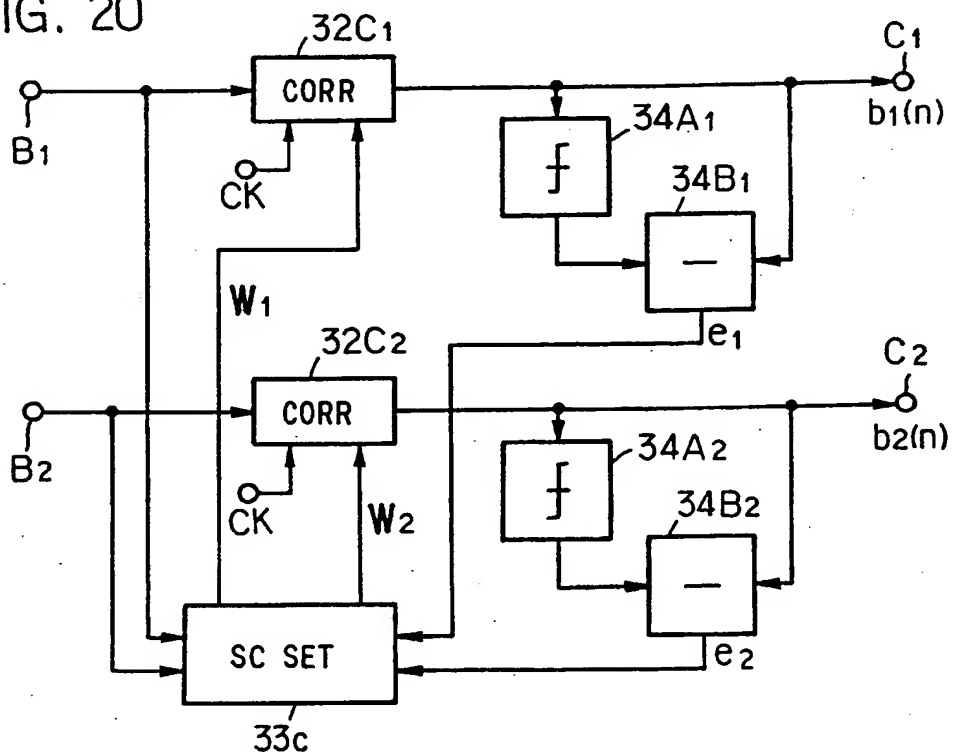 IG. 20
32C1
C1
CORR
b1(n)
B1
34A1
CK
34B1
W1
e1
32C2
C2
CORR
b2(n)
B2
34A2
CK
W2
34B2
SC SET
e2
33c